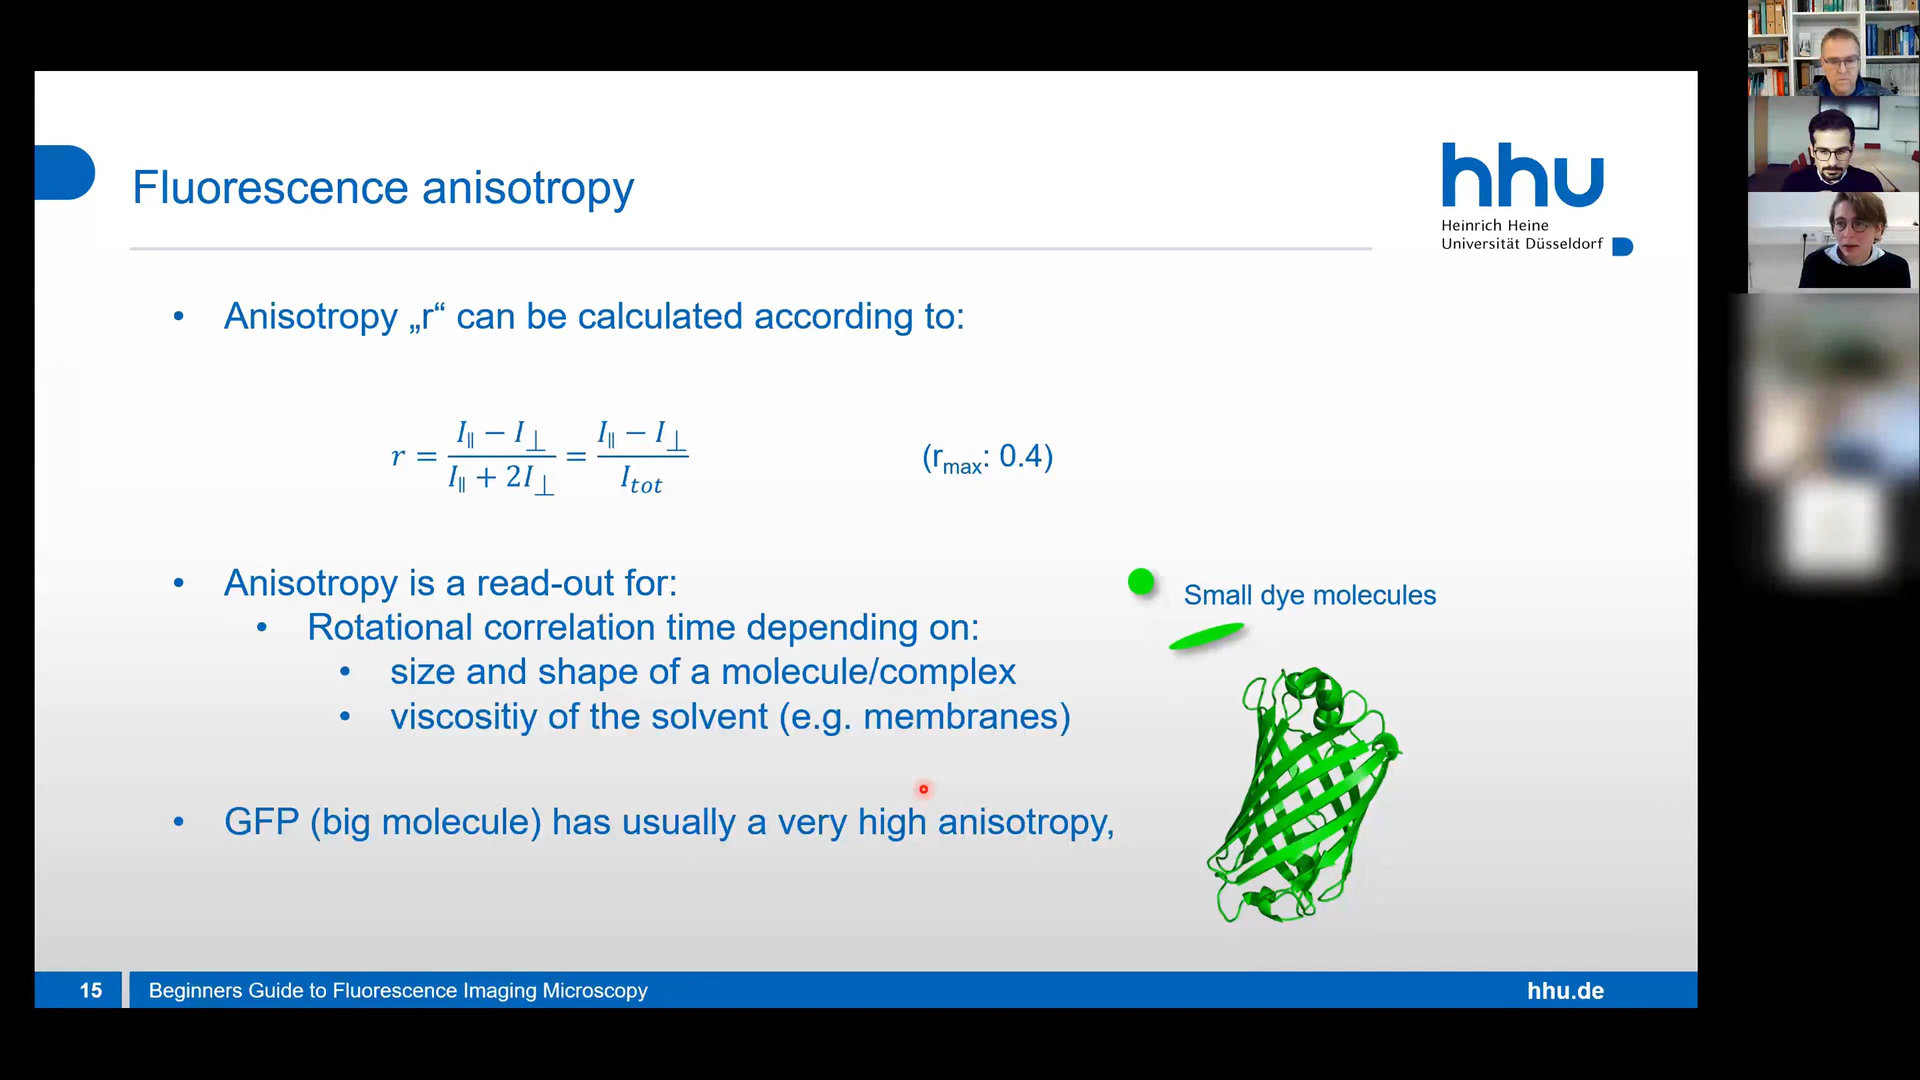 Fluorescence anisotropy
hhu
Heinrich Heine
Universität Düsseldorf
• Anisotropy „r“ can be calculated according to:
r = (I∥ − I⊥)/(I∥ + 2I⊥) = (I∥ − I⊥)/I_tot
(r_max: 0.4)
• Anisotropy is a read-out for:
• Rotational correlation time depending on:
• size and shape of a molecule/complex
• viscositiy of the solvent (e.g. membranes)
Small dye molecules
• GFP (big molecule) has usually a very high anisotropy,
15
Beginners Guide to Fluorescence Imaging Microscopy
hhu.de